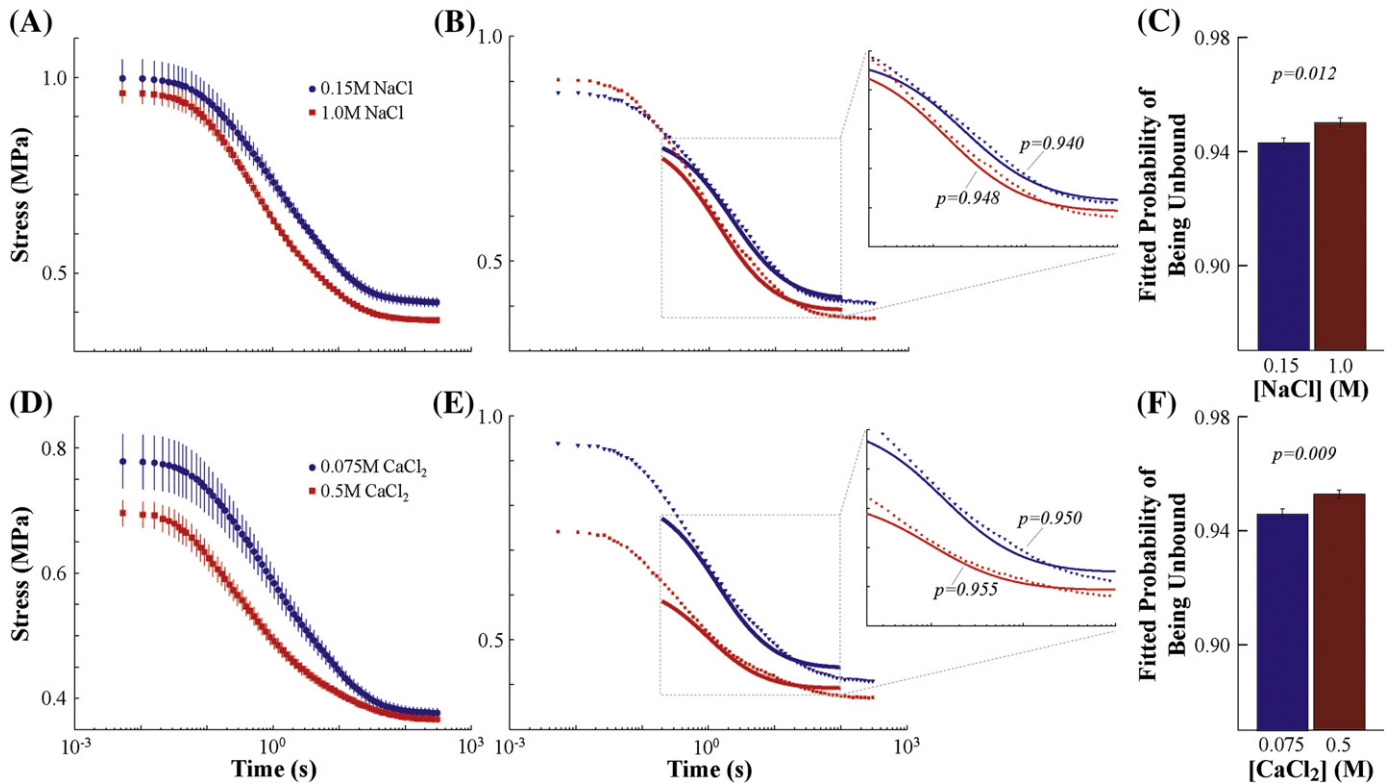 (A)
Stress (MPa)
1.0
0.5
0.15M NaCl
1.0M NaCl
(B)
1.0
0.5
p=0.940
p=0.948
(C)
Fitted Probability of
Being Unbound
0.98
0.94
0.90
p=0.012
0.15 1.0
[NaCl] (M)
(D)
Stress (MPa)
0.8
0.6
0.4
0.075M CaCl₂
0.5M CaCl₂
10⁻³ 10⁰ 10³
Time (s)
(E)
1.0
0.5
p=0.950
p=0.955
10⁻³ 10⁰ 10³
Time (s)
(F)
Fitted Probability of
Being Unbound
0.98
0.94
0.90
p=0.009
0.075 0.5
[CaCl₂] (M)